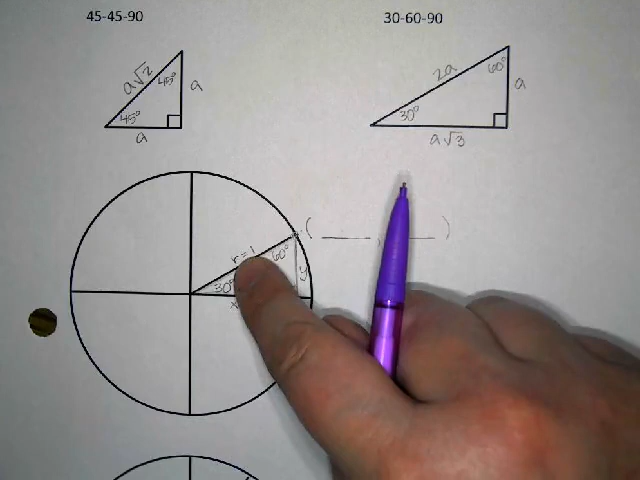 45-45-90
30-60-90
a√2
45°
45°
a
a
2a
60°
30°
a
a√3
( ___ , ___ )
r=1
60°
30°
y
x